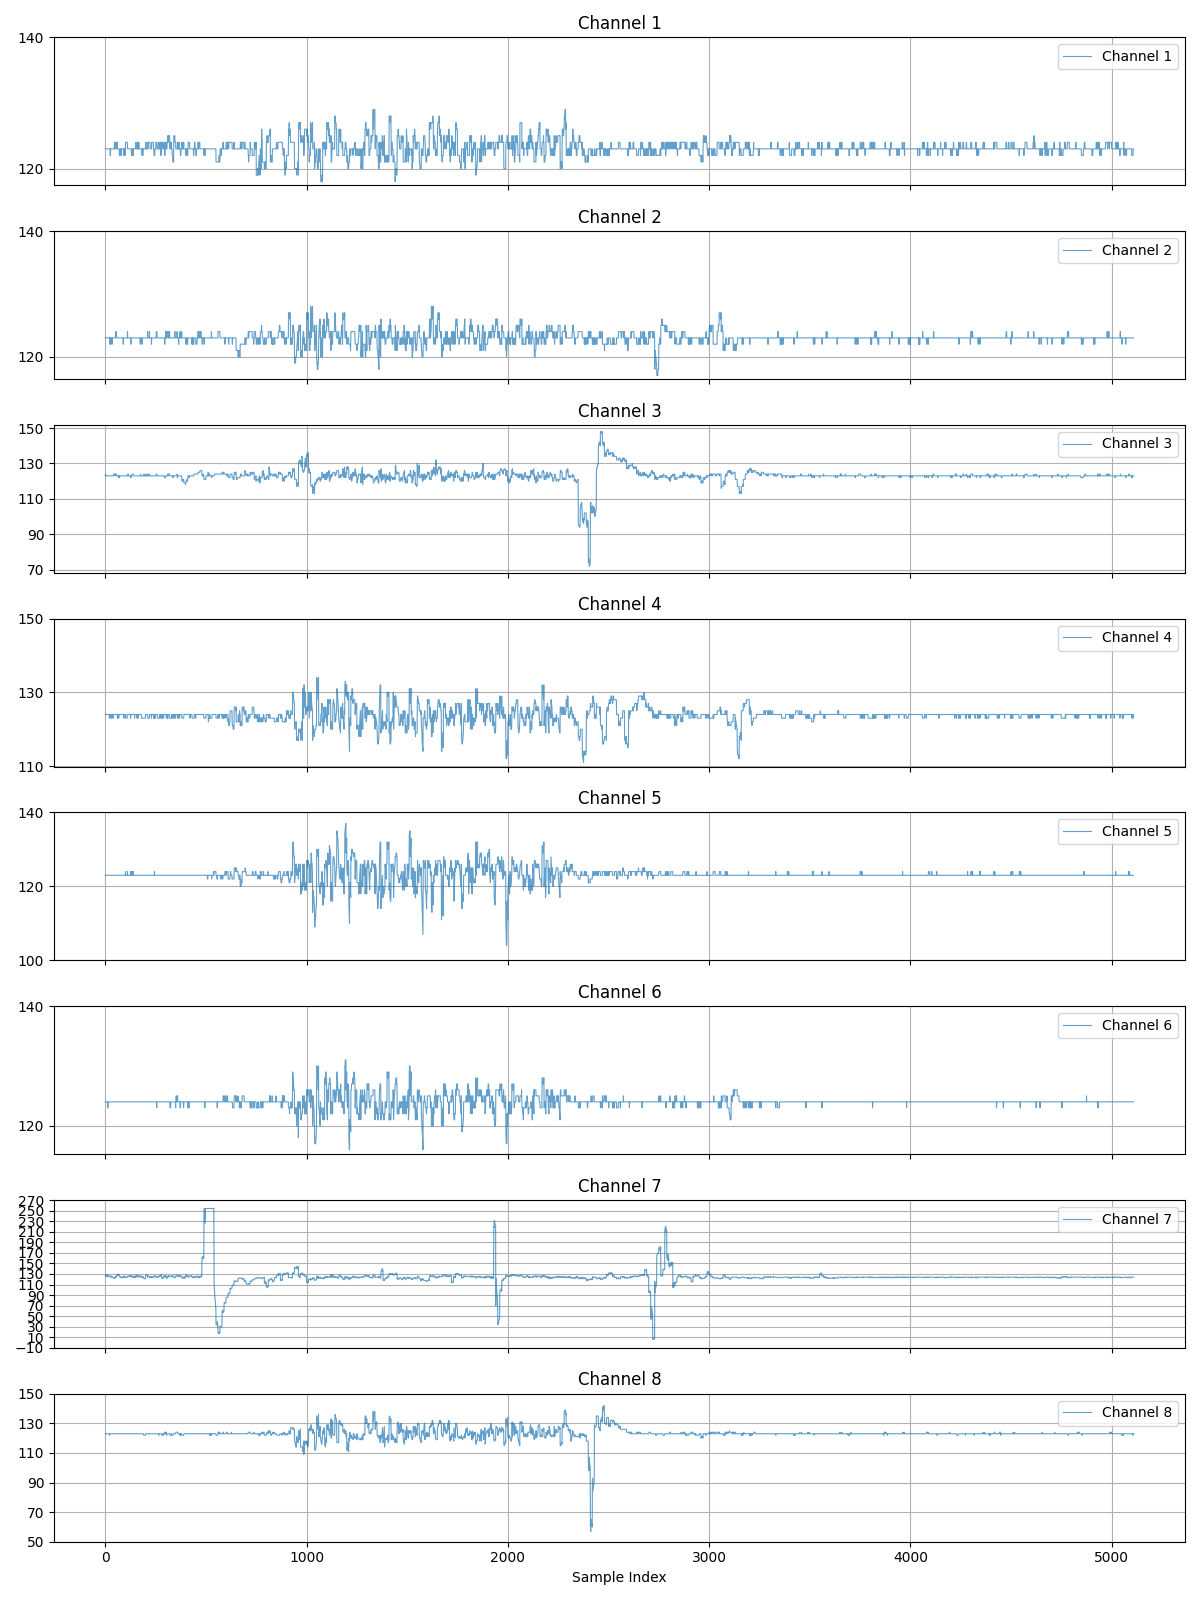 Channel 1
140
120
Channel 1
Channel 2
140
120
Channel 2
Channel 3
150
130
110
90
70
Channel 3
Channel 4
150
130
110
Channel 4
Channel 5
140
120
100
Channel 5
Channel 6
140
120
Channel 6
Channel 7
270
250
230
210
190
170
150
130
110
90
70
50
30
10
−10
Channel 7
Channel 8
150
130
110
90
70
50
Channel 8
0 1000 2000 3000 4000 5000
Sample Index